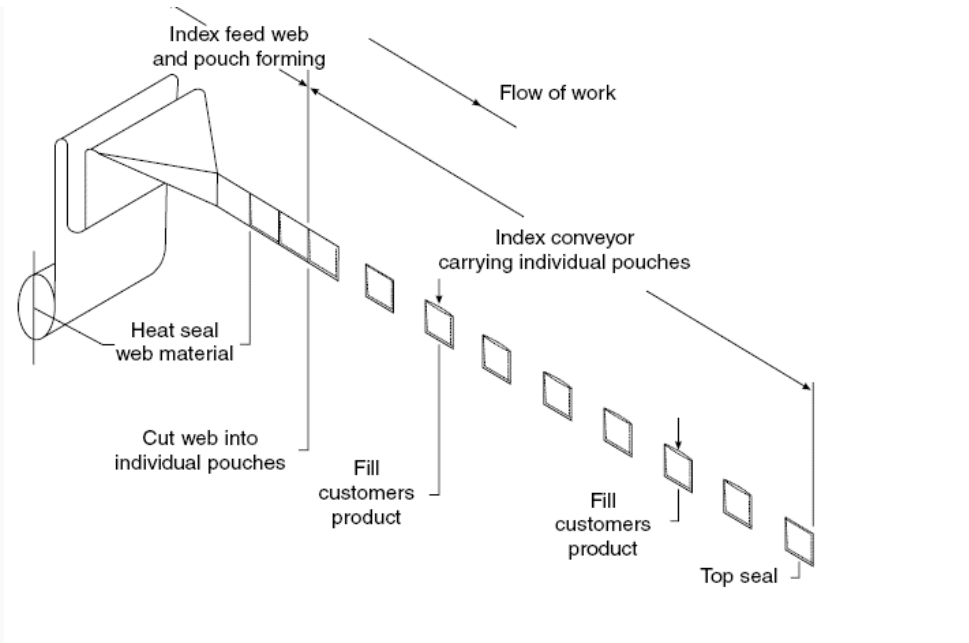 Index feed web
and pouch forming
Flow of work
Index conveyor
carrying individual pouches
Heat seal
web material
Cut web into
individual pouches
Fill
customers
product
Fill
customers
product
Top seal